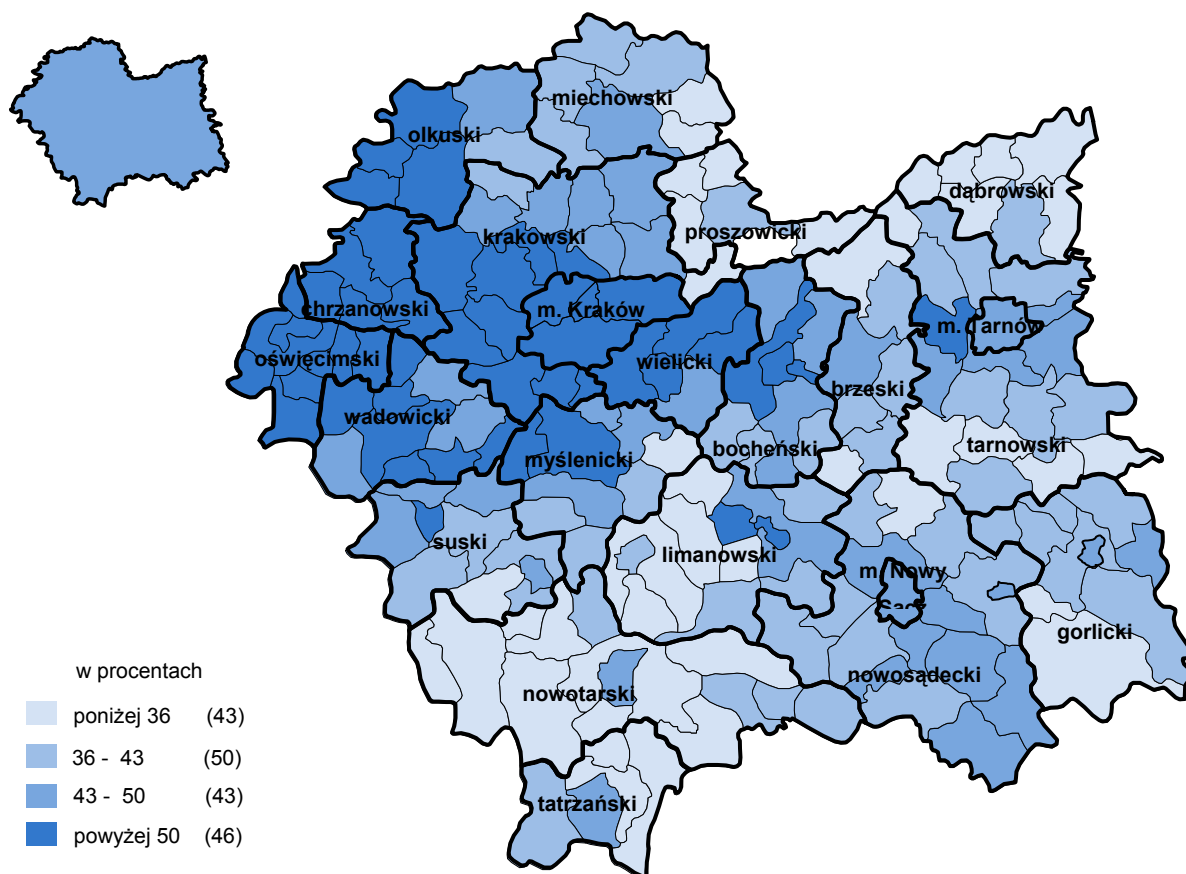 miechowski
olkuski
dąbrowski
krakowski
proszowicki
chrzanowski
m. Kraków
m. Tarnów
oświęcimski
wielicki
brzeski
wadowicki
bocheński
tarnowski
myślenicki
suski
limanowski
m. Nowy
Sącz
gorlicki
nowosądecki
nowotarski
tatrzański
w procentach
poniżej 36 (43)
36 - 43 (50)
43 - 50 (43)
powyżej 50 (46)